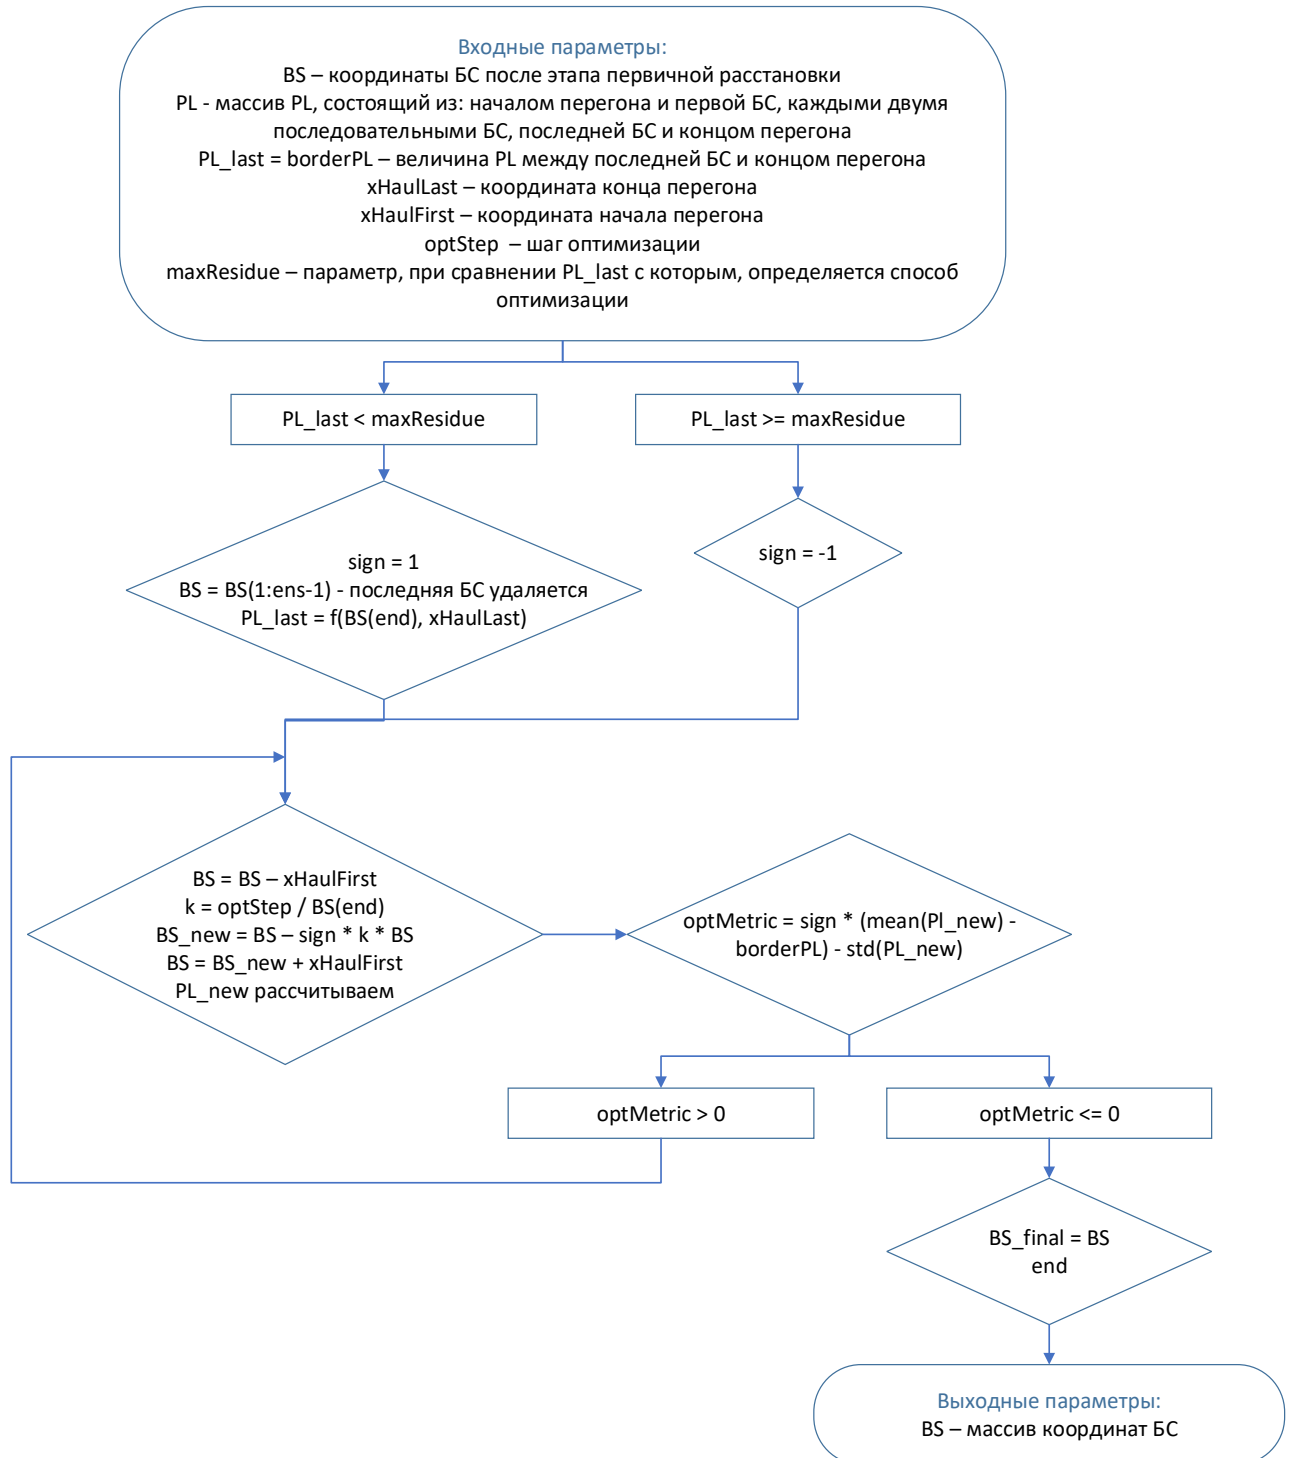 Входные параметры:
BS – координаты БС после этапа первичной расстановки
PL - массив PL, состоящий из: началом перегона и первой БС, каждыми двумя
последовательными БС, последней БС и концом перегона
PL_last = borderPL – величина PL между последней БС и концом перегона
xHaulLast – координата конца перегона
xHaulFirst – координата начала перегона
optStep – шаг оптимизации
maxResidue – параметр, при сравнении PL_last с которым, определяется способ
оптимизации
PL_last < maxResidue
PL_last >= maxResidue
sign = 1
BS = BS(1:ens-1) - последняя БС удаляется
PL_last = f(BS(end), xHaulLast)
sign = -1
BS = BS – xHaulFirst
k = optStep / BS(end)
BS_new = BS – sign * k * BS
BS = BS_new + xHaulFirst
PL_new рассчитываем
optMetric = sign * (mean(Pl_new) -
borderPL) - std(PL_new)
optMetric > 0
optMetric <= 0
BS_final = BS
end
Выходные параметры:
BS – массив координат БС